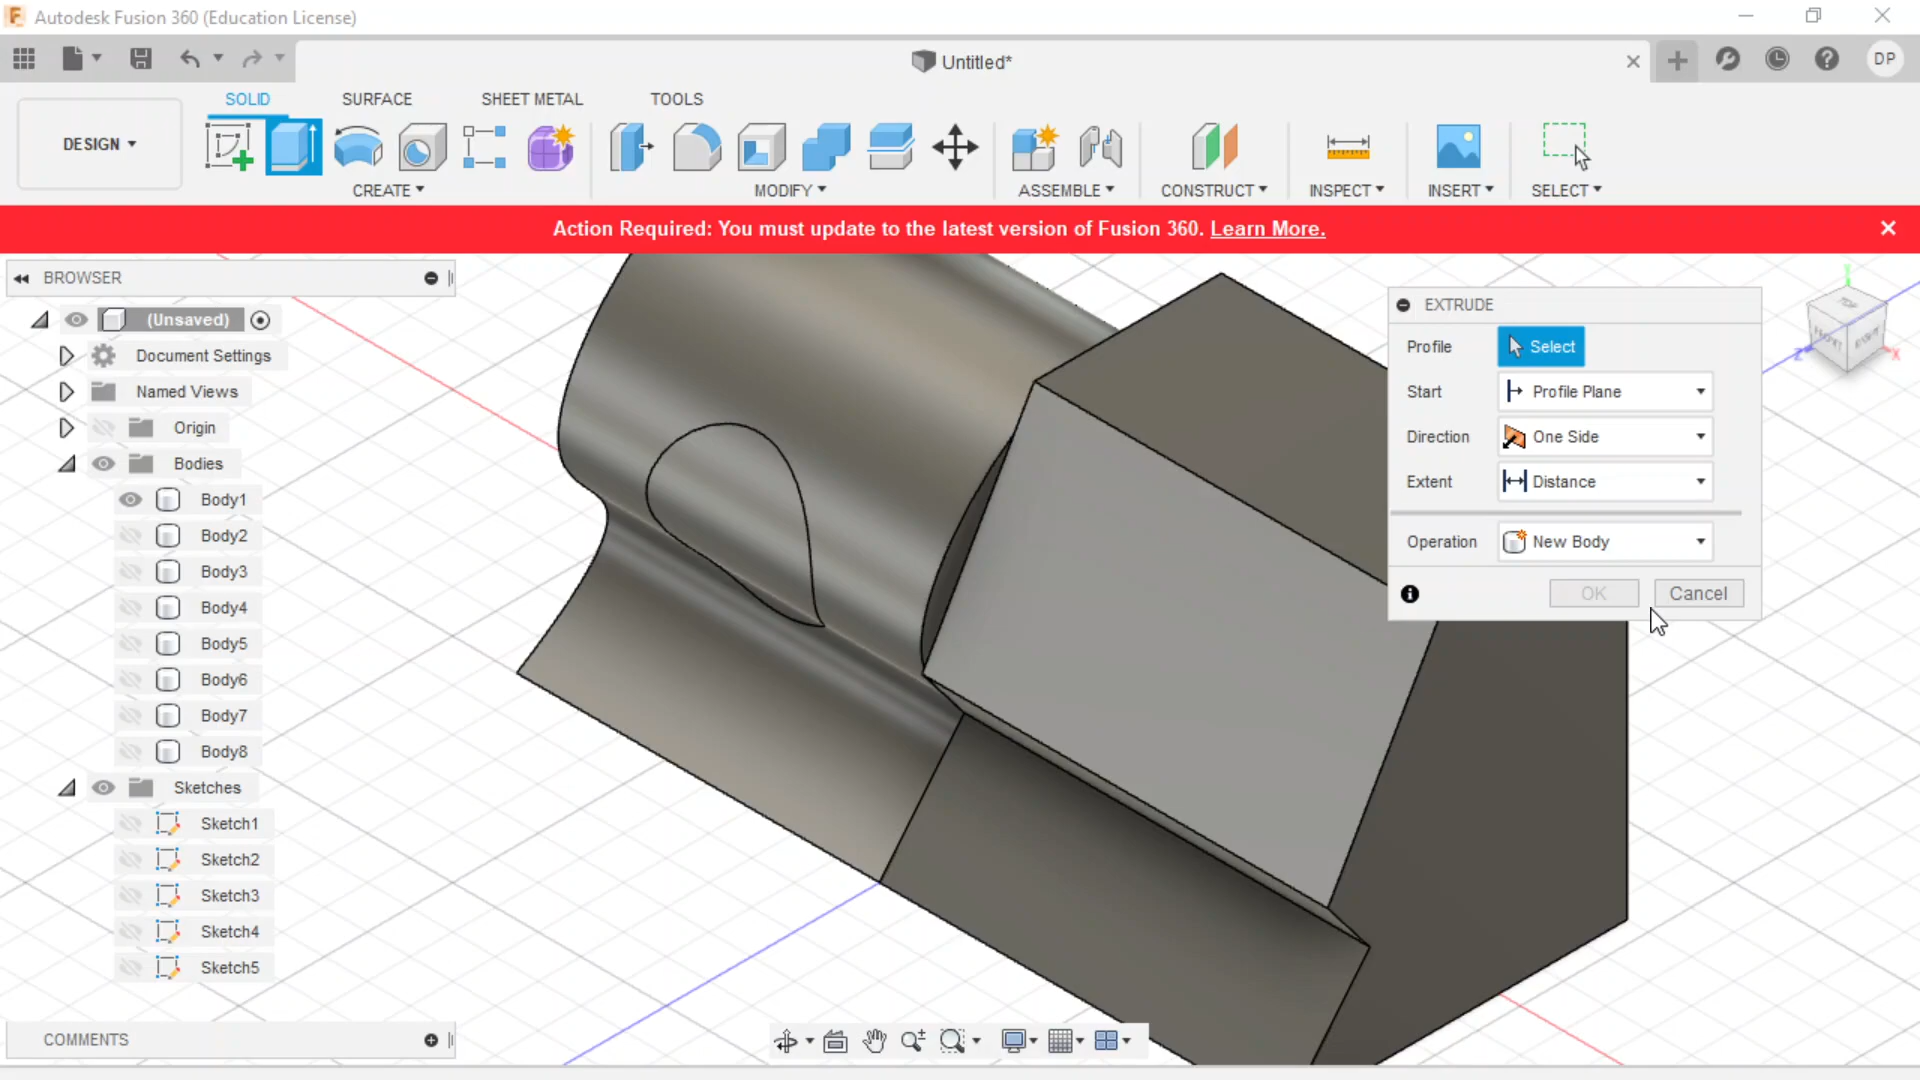 Autodesk Fusion 360 (Education License)
Untitled*
DP
SOLID SURFACE SHEET METAL TOOLS
DESIGN
CREATE MODIFY ASSEMBLE CONSTRUCT INSPECT INSERT SELECT
Action Required: You must update to the latest version of Fusion 360. Learn More.
BROWSER
(Unsaved)
Document Settings
Named Views
Origin
Bodies
Body1
Body2
Body3
Body4
Body5
Body6
Body7
Body8
Sketches
Sketch1
Sketch2
Sketch3
Sketch4
Sketch5
COMMENTS
EXTRUDE
Profile Select
Start Profile Plane
Direction One Side
Extent Distance
Operation New Body
OK Cancel
TOP
FRONT
RIGHT
Z
X